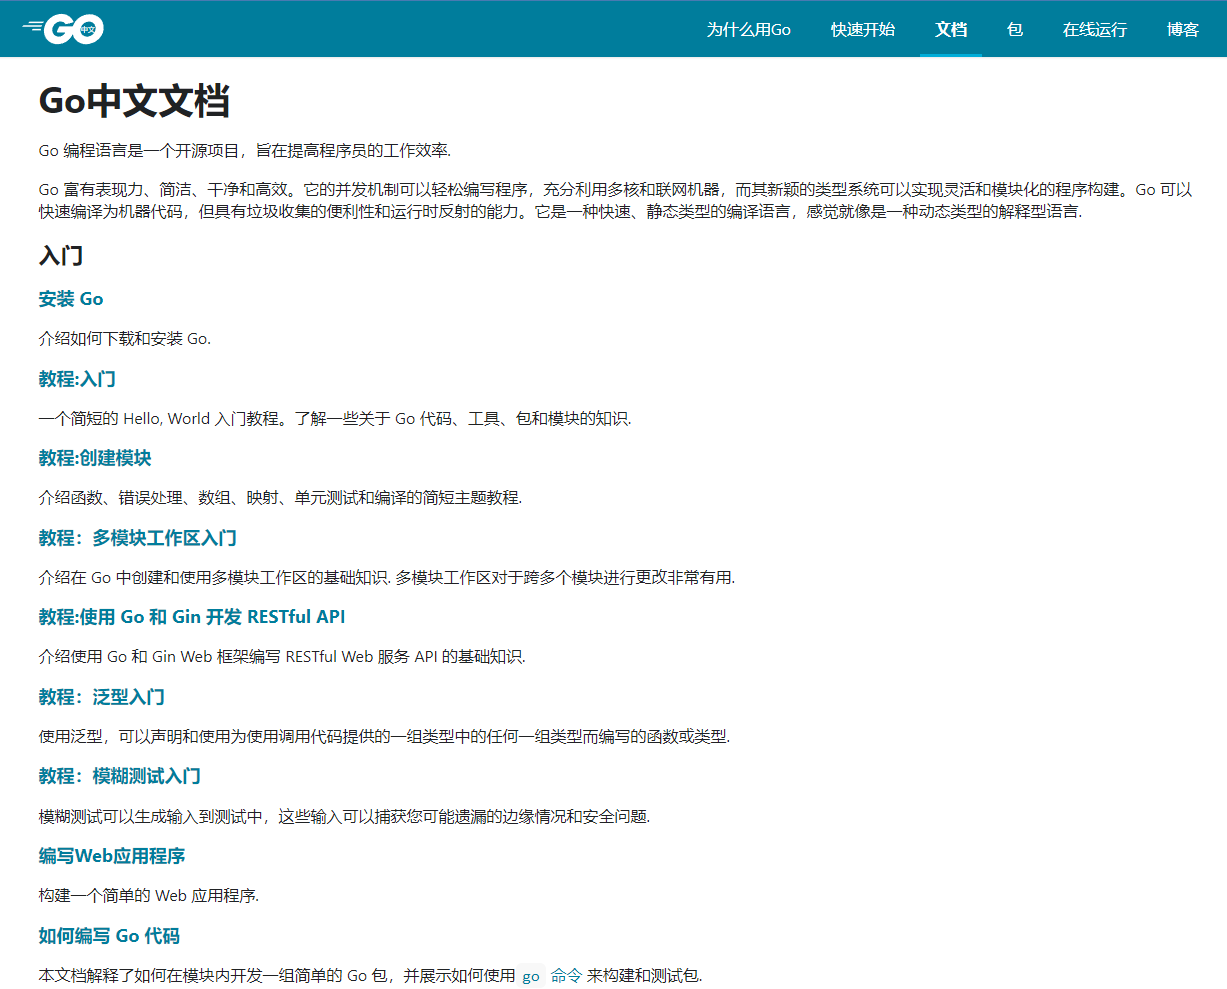 GO中文
为什么用Go 快速开始 文档 包 在线运行 博客
Go中文文档
Go 编程语言是一个开源项目，旨在提高程序员的工作效率.
Go 富有表现力、简洁、干净和高效。它的并发机制可以轻松编写程序，充分利用多核和联网机器，而其新颖的类型系统可以实现灵活和模块化的程序构建。Go 可以
快速编译为机器代码，但具有垃圾收集的便利性和运行时反射的能力。它是一种快速、静态类型的编译语言，感觉就像是一种动态类型的解释型语言.
入门
安装 Go
介绍如何下载和安装 Go.
教程:入门
一个简短的 Hello, World 入门教程。了解一些关于 Go 代码、工具、包和模块的知识.
教程:创建模块
介绍函数、错误处理、数组、映射、单元测试和编译的简短主题教程.
教程：多模块工作区入门
介绍在 Go 中创建和使用多模块工作区的基础知识. 多模块工作区对于跨多个模块进行更改非常有用.
教程:使用 Go 和 Gin 开发 RESTful API
介绍使用 Go 和 Gin Web 框架编写 RESTful Web 服务 API 的基础知识.
教程：泛型入门
使用泛型，可以声明和使用为使用调用代码提供的一组类型中的任何一组类型而编写的函数或类型.
教程：模糊测试入门
模糊测试可以生成输入到测试中，这些输入可以捕获您可能遗漏的边缘情况和安全问题.
编写Web应用程序
构建一个简单的 Web 应用程序.
如何编写 Go 代码
本文档解释了如何在模块内开发一组简单的 Go 包，并展示如何使用 go 命令 来构建和测试包.